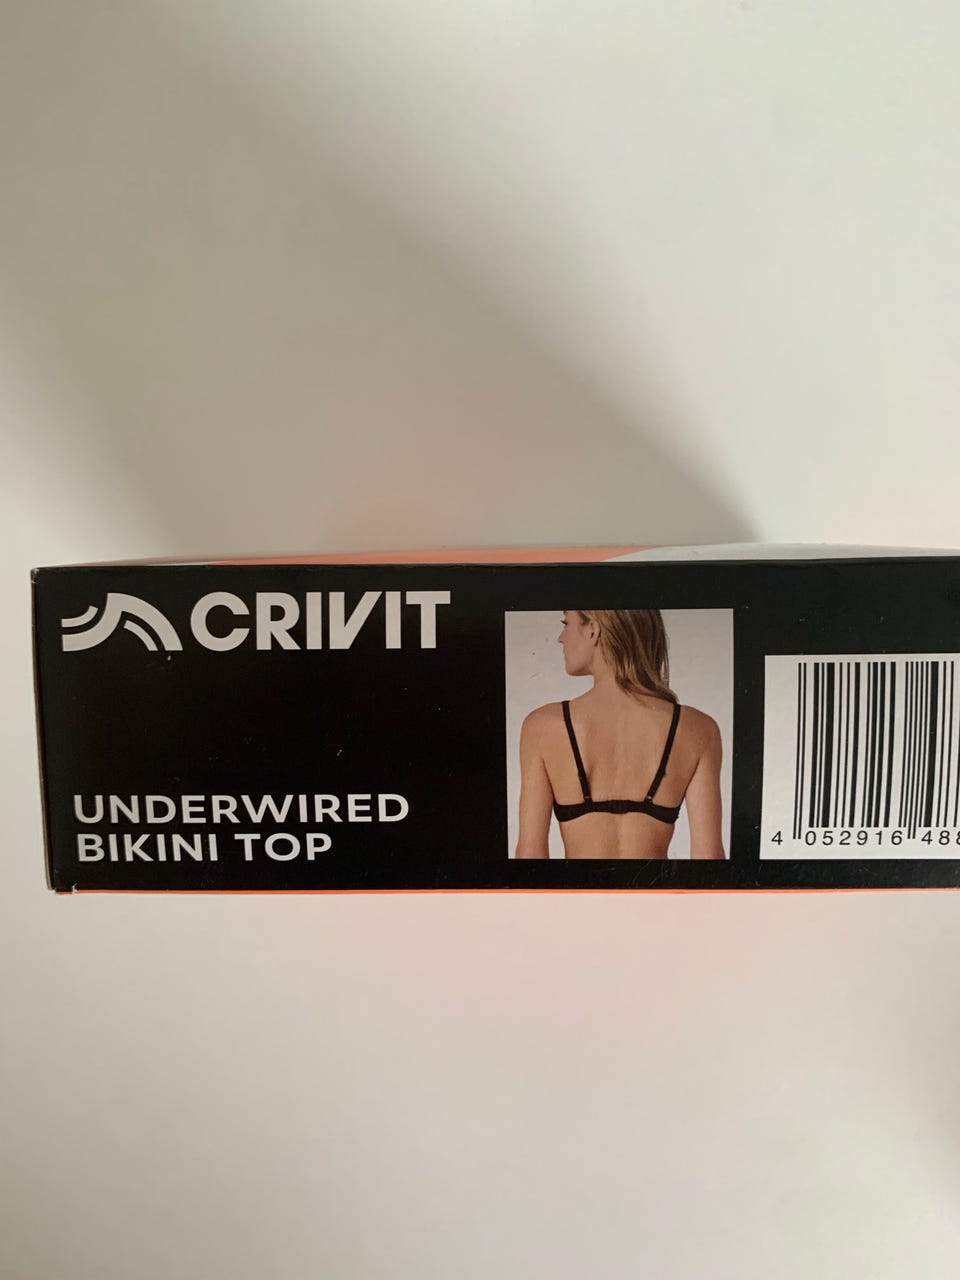 CRIVIT
UNDERWIRED
BIKINI TOP
4 052916 488